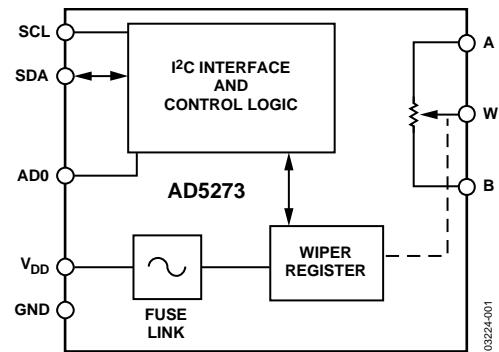 SCL
SDA
AD0
V_DD
GND
I²C INTERFACE
AND
CONTROL LOGIC
AD5273
FUSE
LINK
WIPER
REGISTER
A
W
B
03224-001